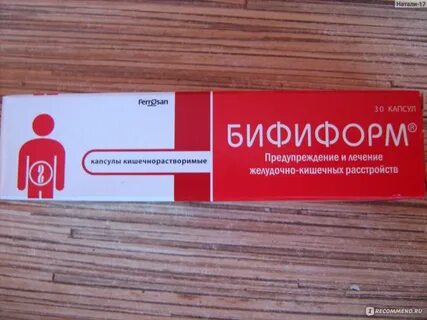 Натали-17
Ferrosan
30 КАПСУЛ
БИФИФОРМ®
капсулы кишечнорастворимые
Предупреждение и лечение
желудочно-кишечных расстройств
IRECOMMEND.RU